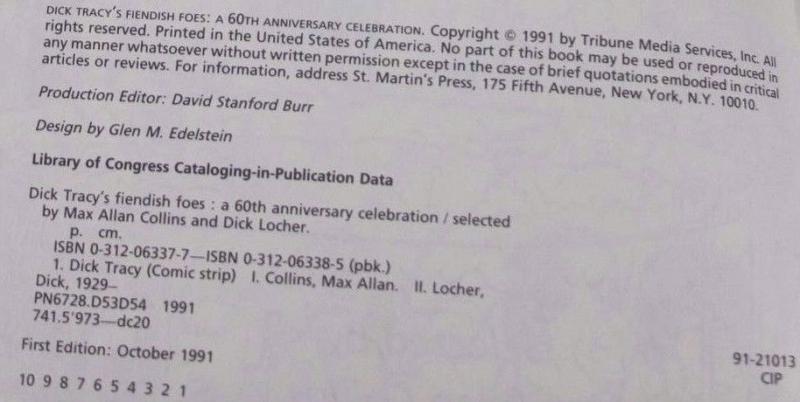 DICK TRACY'S FIENDISH FOES: A 60TH ANNIVERSARY CELEBRATION. Copyright © 1991 by Tribune Media Services, Inc. All
rights reserved. Printed in the United States of America. No part of this book may be used or reproduced in
any manner whatsoever without written permission except in the case of brief quotations embodied in critical
articles or reviews. For information, address St. Martin's Press, 175 Fifth Avenue, New York, N.Y. 10010.
Production Editor: David Stanford Burr
Design by Glen M. Edelstein
Library of Congress Cataloging-in-Publication Data
Dick Tracy's fiendish foes : a 60th anniversary celebration / selected
by Max Allan Collins and Dick Locher.
p. cm.
ISBN 0-312-06337-7—ISBN 0-312-06338-5 (pbk.)
1. Dick Tracy (Comic strip) I. Collins, Max Allan. II. Locher,
Dick, 1929–
PN6728.D53D54 1991
741.5'973—dc20
91-21013
CIP
First Edition: October 1991
10 9 8 7 6 5 4 3 2 1